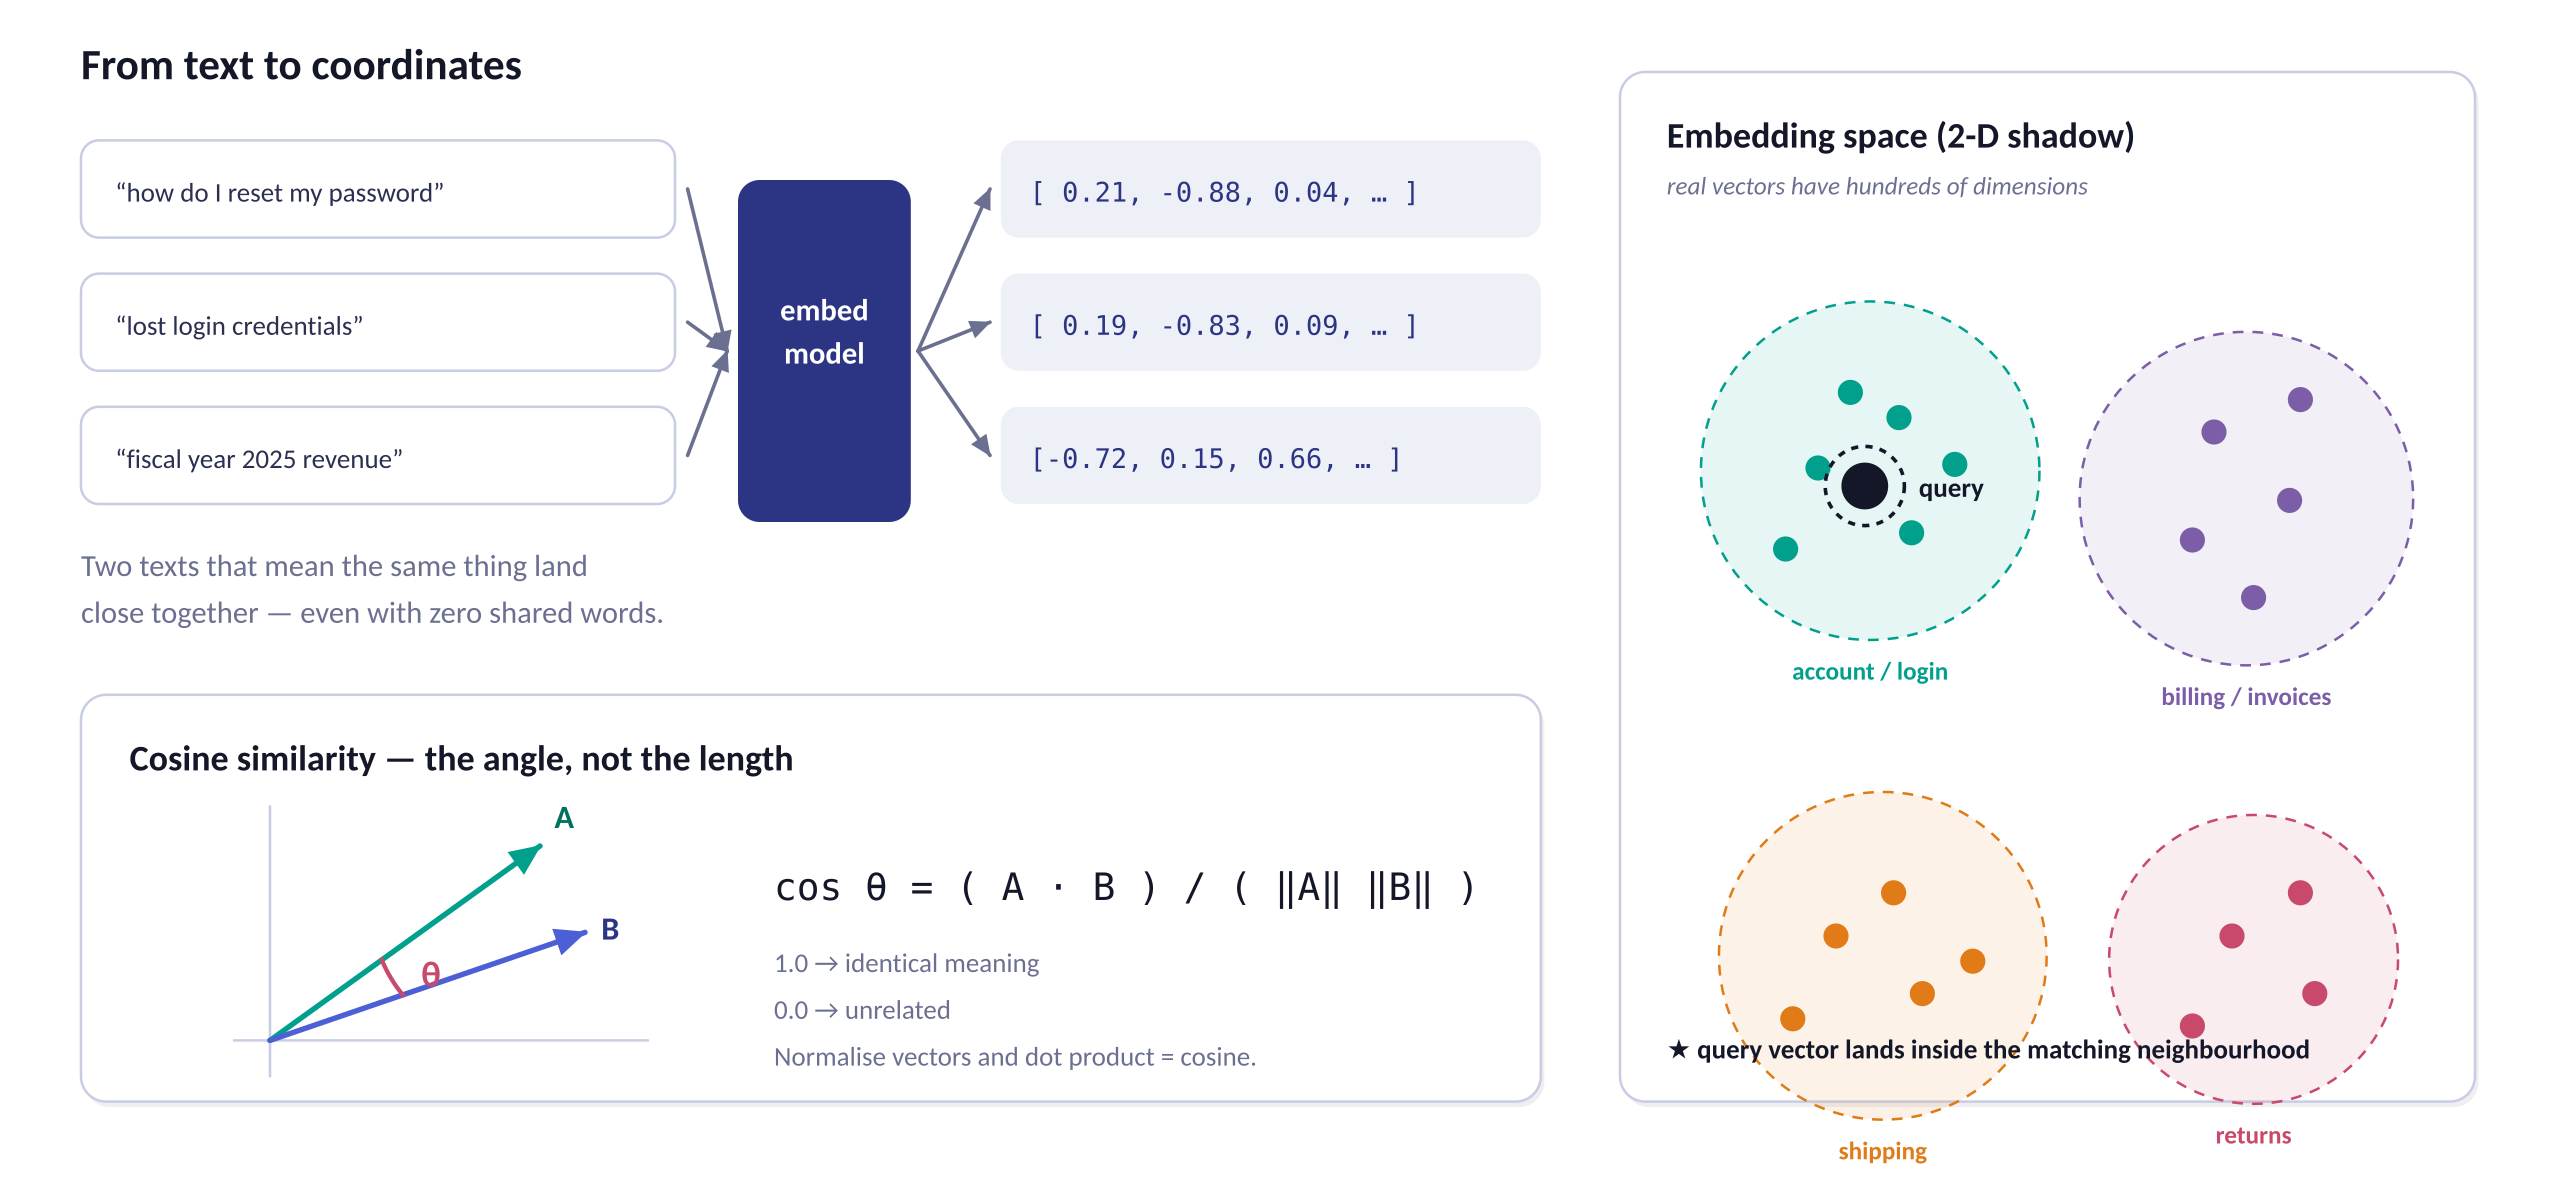 From text to coordinates
“how do I reset my password”
“lost login credentials”
“fiscal year 2025 revenue”
embed
model
[ 0.21, -0.88, 0.04, … ]
[ 0.19, -0.83, 0.09, … ]
[-0.72, 0.15, 0.66, … ]
Two texts that mean the same thing land
close together — even with zero shared words.
Cosine similarity — the angle, not the length
A
B
θ
cos θ = ( A · B ) / ( ‖A‖ ‖B‖ )
1.0 → identical meaning
0.0 → unrelated
Normalise vectors and dot product = cosine.
Embedding space (2-D shadow)
real vectors have hundreds of dimensions
query
account / login
billing / invoices
★ query vector lands inside the matching neighbourhood
shipping
returns